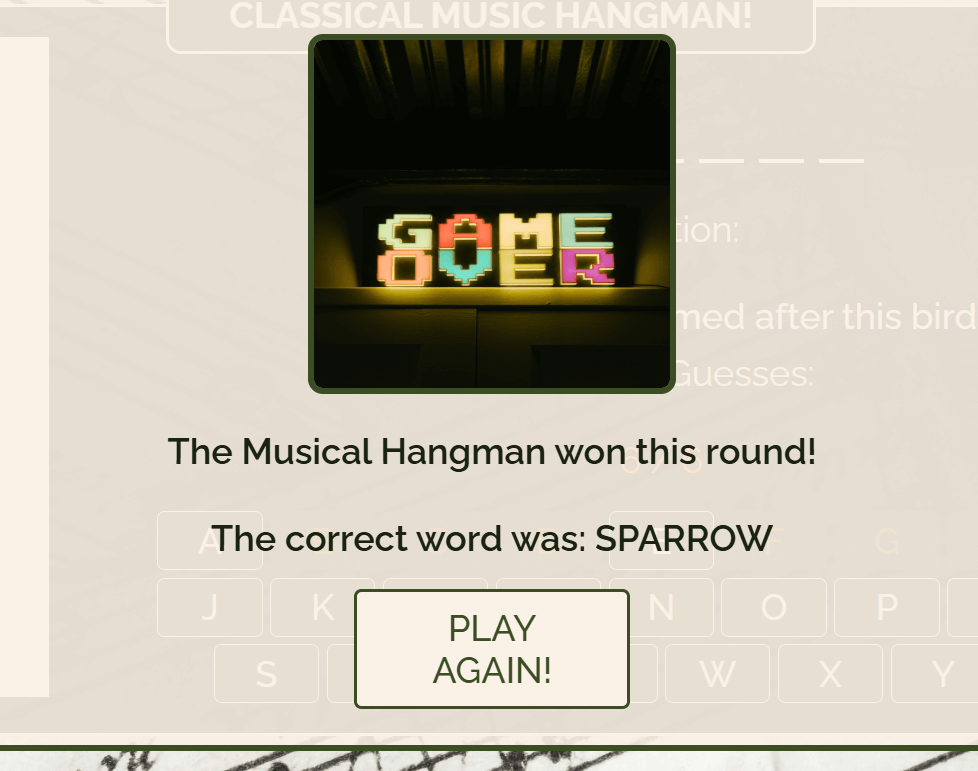 CLASSICAL MUSIC HANGMAN!
GAME
OVER
tion:
med after this bird
Guesses:
The Musical Hangman won this round!
The correct word was: SPARROW
A E F G
J K N O P
S W X Y
PLAY
AGAIN!